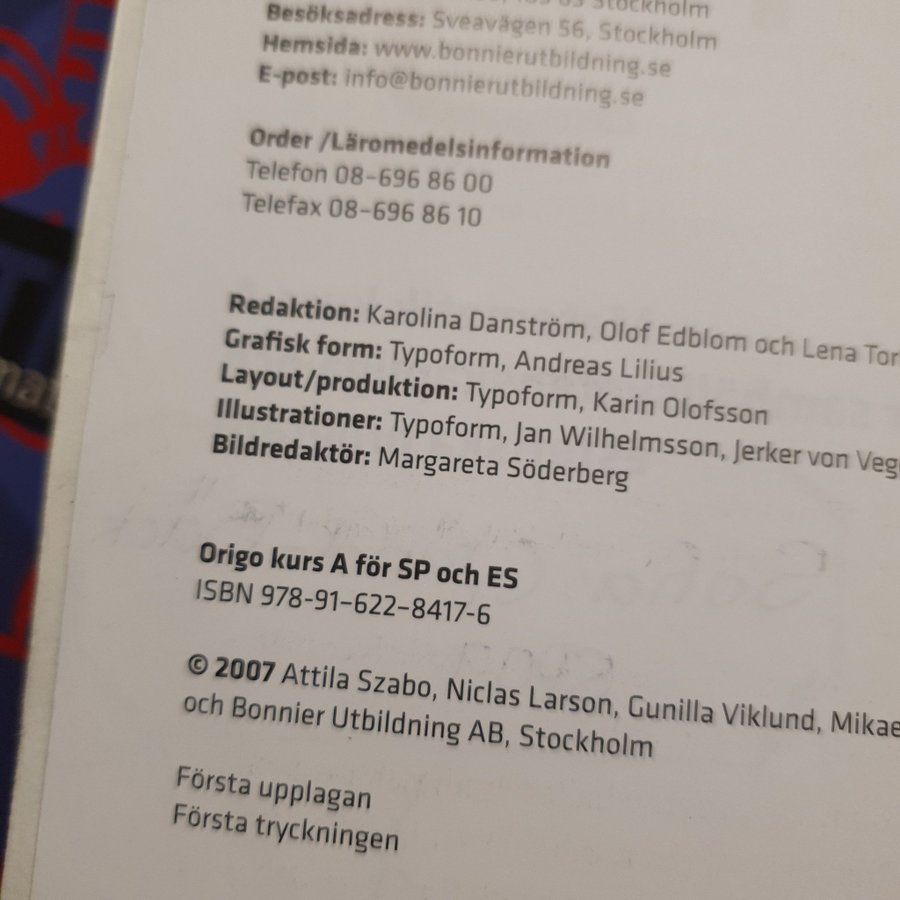 Stockholm
Besöksadress: Sveavägen 56, Stockholm
Hemsida: www.bonnierutbildning.se
E-post: info@bonnierutbildning.se
Order /Läromedelsinformation
Telefon 08-696 86 00
Telefax 08-696 86 10
Redaktion: Karolina Danström, Olof Edblom och Lena Tor
Grafisk form: Typoform, Andreas Lilius
Layout/produktion: Typoform, Karin Olofsson
Illustrationer: Typoform, Jan Wilhelmsson, Jerker von Veg
Bildredaktör: Margareta Söderberg
Origo kurs A för SP och ES
ISBN 978-91-622-8417-6
© 2007 Attila Szabo, Niclas Larson, Gunilla Viklund, Mikae
och Bonnier Utbildning AB, Stockholm
Första upplagan
Första tryckningen